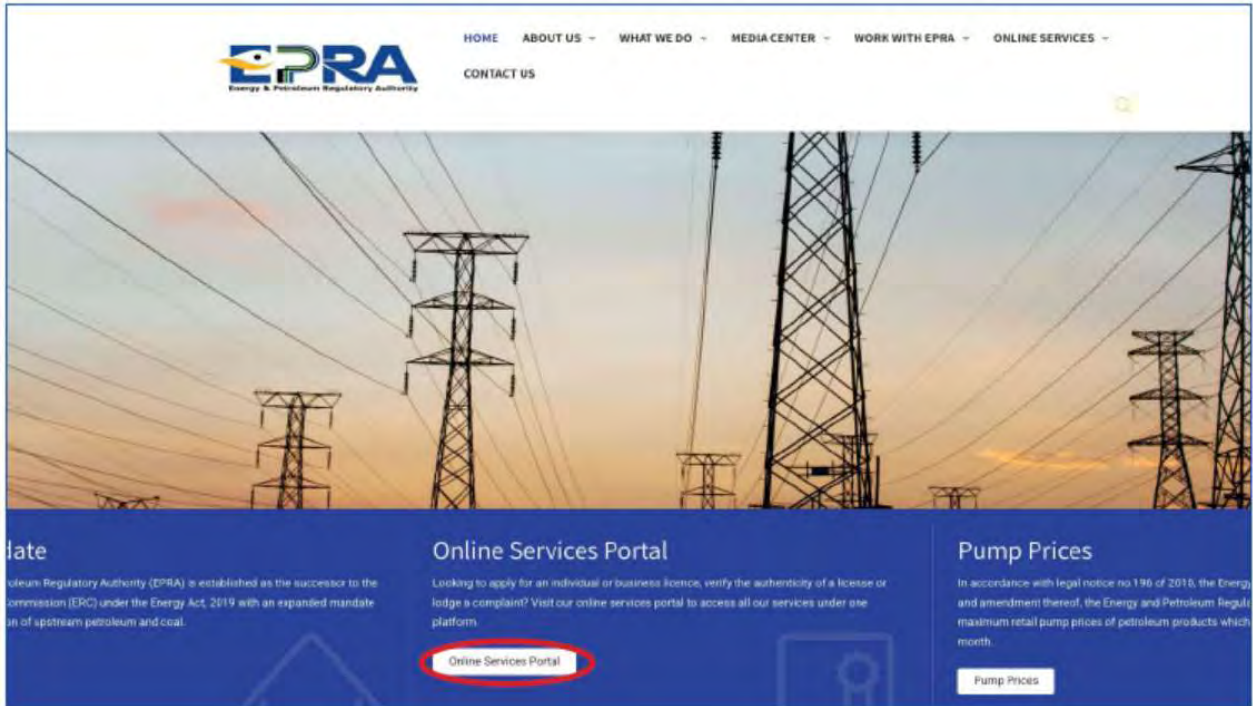 HOME ABOUT US WHAT WE DO MEDIA CENTER WORK WITH EPRA ONLINE SERVICES
CONTACT US
EPRA
Energy & Petroleum Regulatory Authority
date
roleum Regulatory Authority (EPRA) is established as the successor to the
ommission (ERC) under the Energy Act, 2019 with an expanded mandate
on of upstream petroleum and coal.
Online Services Portal
Looking to apply for an individual or business licence, verify the authenticity of a license or
lodge a complaint? Visit our online services portal to access all our services under one
platform.
Online Services Portal
Pump Prices
In accordance with legal notice no.196 of 2010, the Energy
and amendment thereof, the Energy and Petroleum Regula
maximum retail pump prices of petroleum products which
month.
Pump Prices